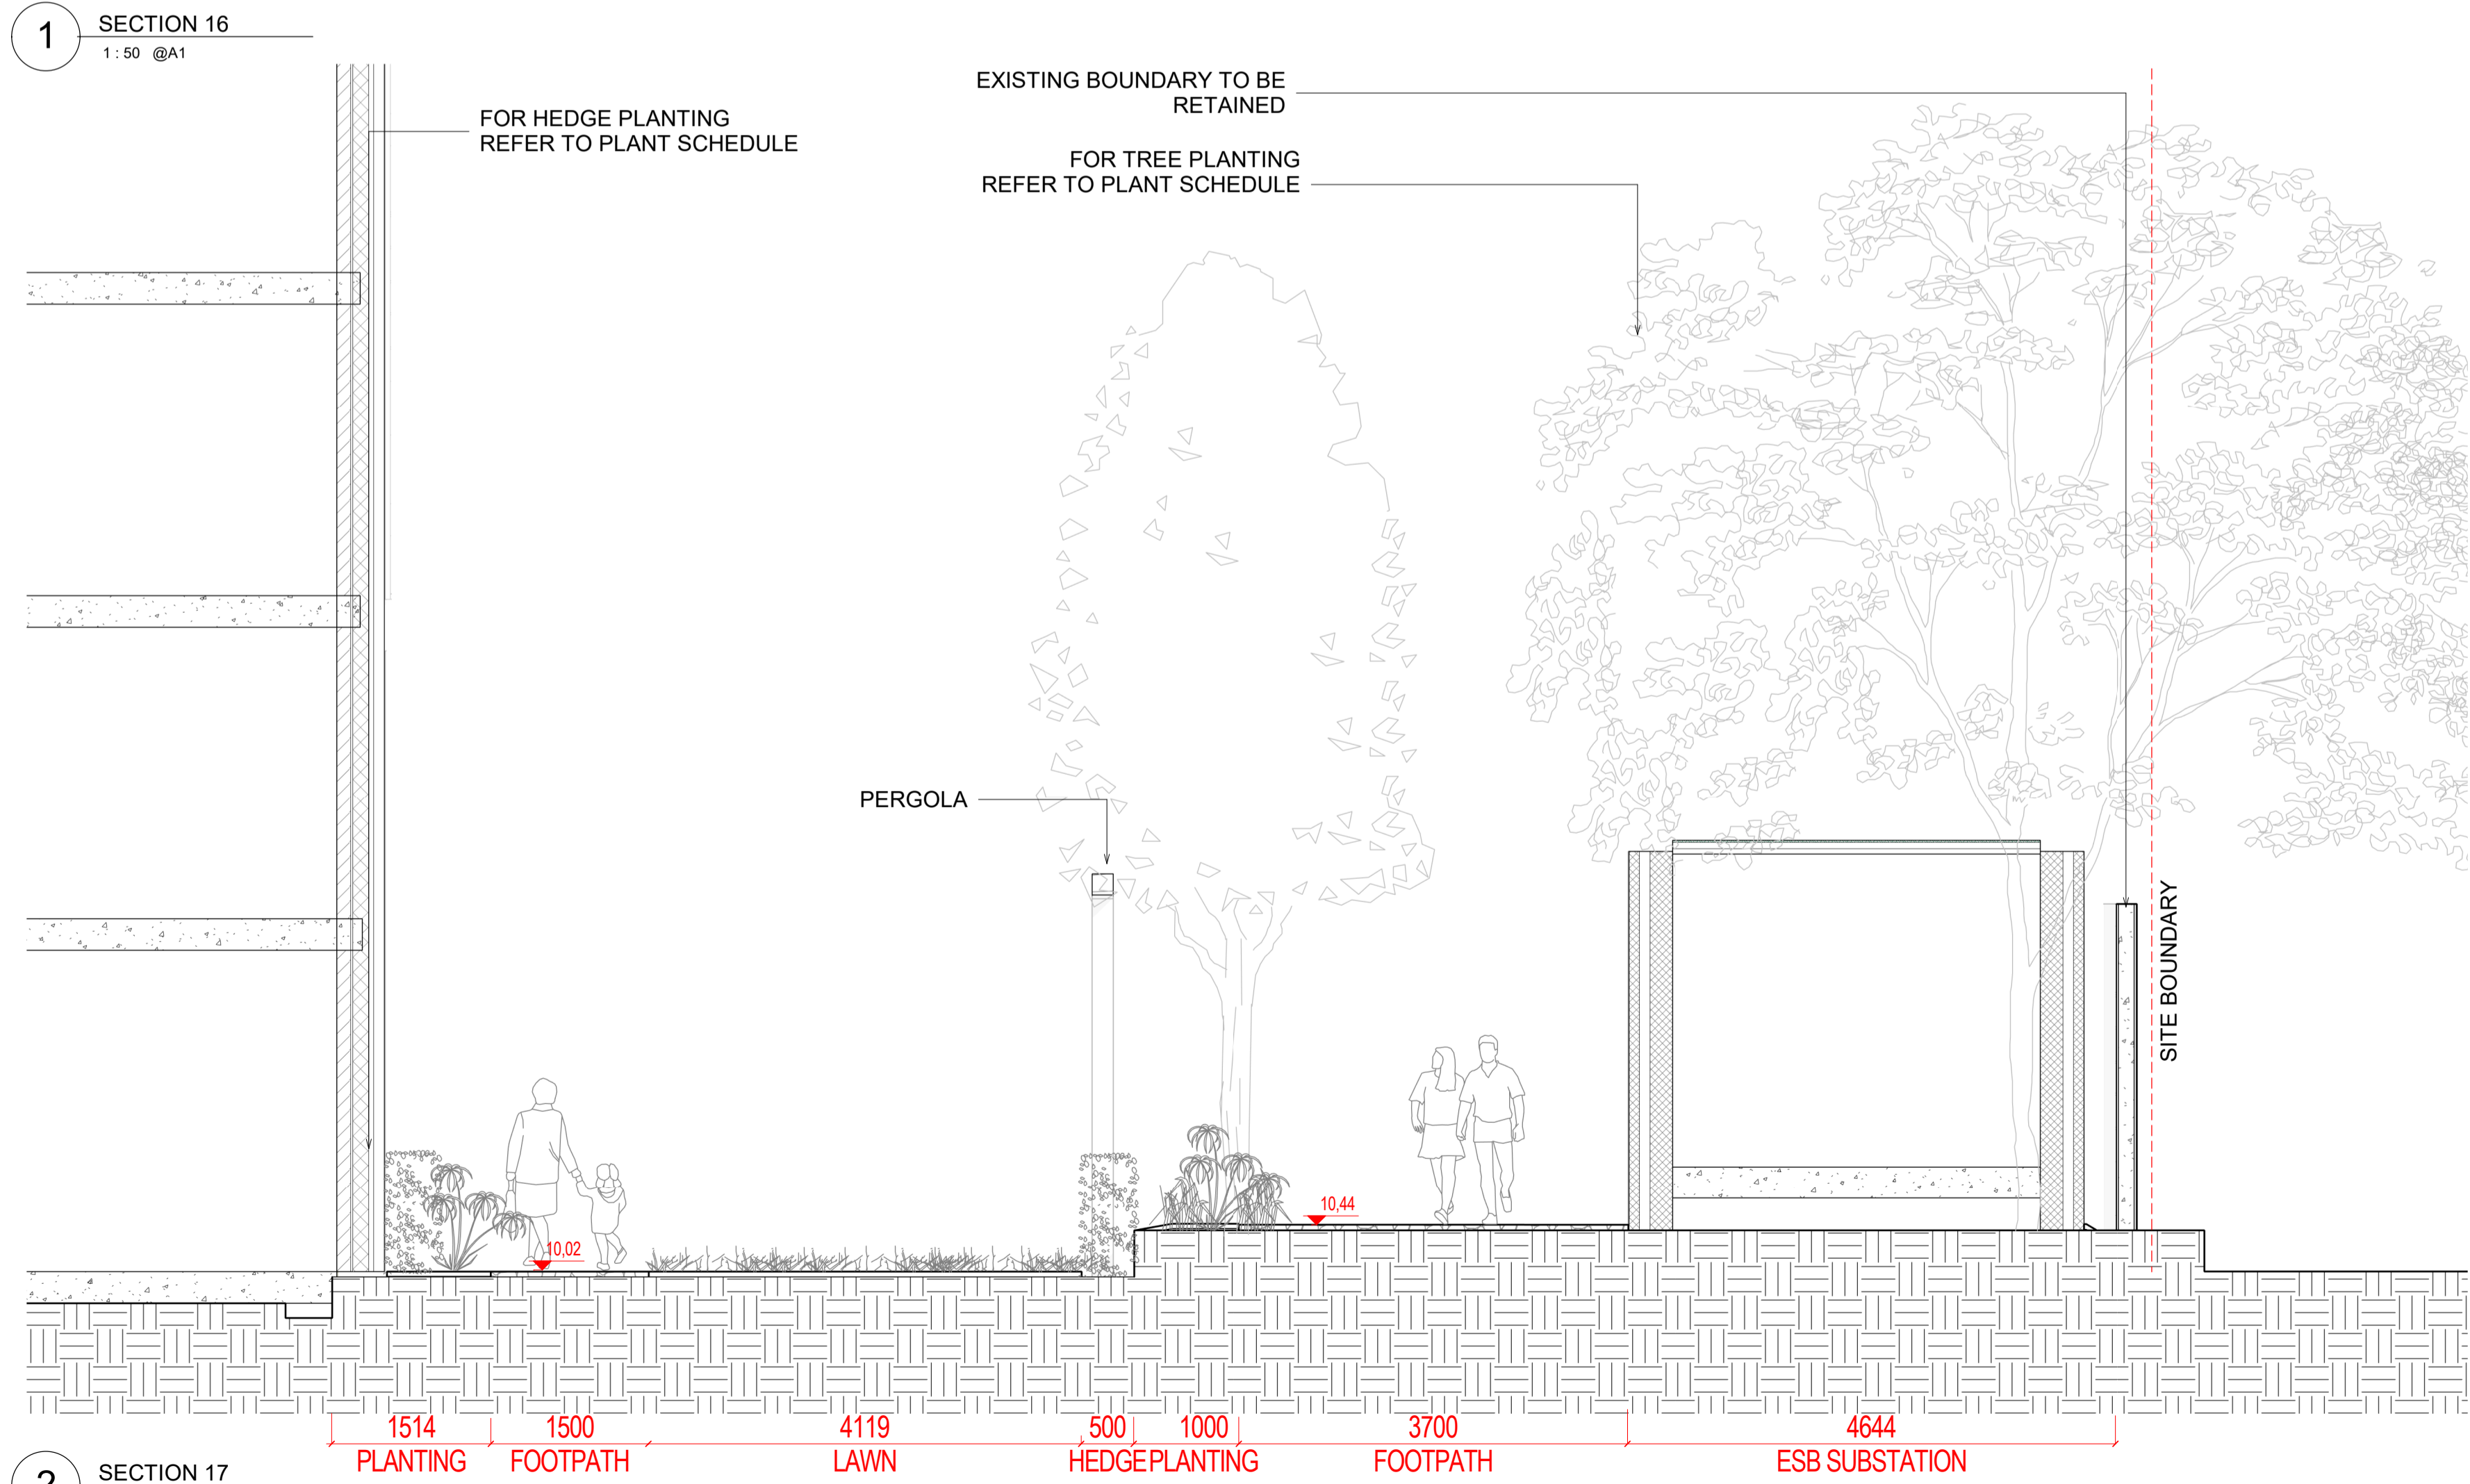 1
SECTION 16
1 : 50 @A1
EXISTING BOUNDARY TO BE
RETAINED
FOR HEDGE PLANTING
REFER TO PLANT SCHEDULE
FOR TREE PLANTING
REFER TO PLANT SCHEDULE
PERGOLA
SITE BOUNDARY
10,44
10,02
1514 1500 4119 500 1000 3700 4644
PLANTING FOOTPATH LAWN HEDGE PLANTING FOOTPATH ESB SUBSTATION
2
SECTION 17